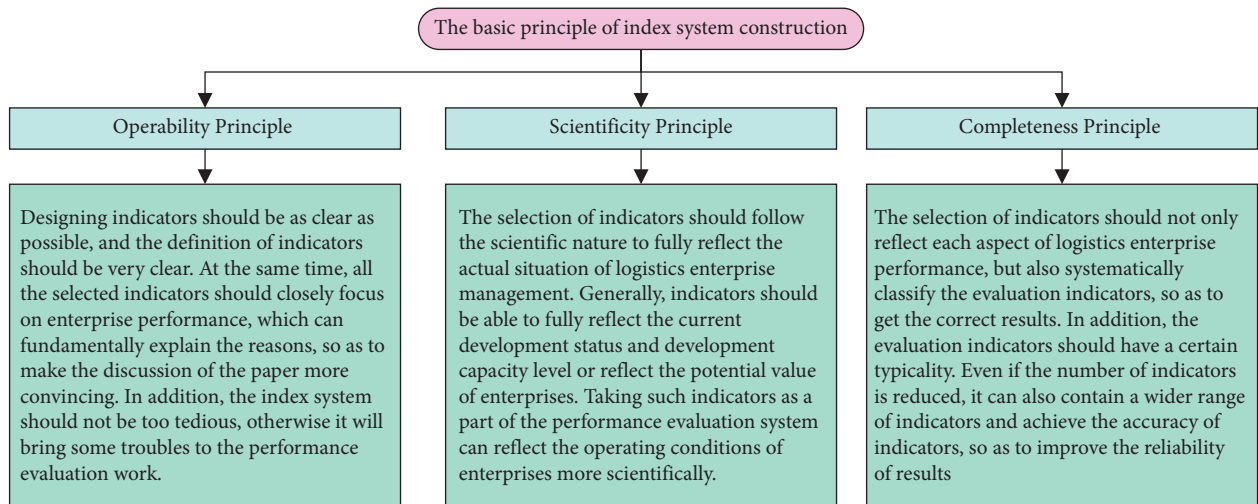 The basic principle of index system construction
Operability Principle
Scientificity Principle
Completeness Principle
Designing indicators should be as clear as
possible, and the definition of indicators
should be very clear. At the same time, all
the selected indicators should closely focus
on enterprise performance, which can
fundamentally explain the reasons, so as to
make the discussion of the paper more
convincing. In addition, the index system
should not be too tedious, otherwise it will
bring some troubles to the performance
evaluation work.
The selection of indicators should follow
the scientific nature to fully reflect the
actual situation of logistics enterprise
management. Generally, indicators should
be able to fully reflect the current
development status and development
capacity level or reflect the potential value
of enterprises. Taking such indicators as a
part of the performance evaluation system
can reflect the operating conditions of
enterprises more scientifically.
The selection of indicators should not only
reflect each aspect of logistics enterprise
performance, but also systematically
classify the evaluation indicators, so as to
get the correct results. In addition, the
evaluation indicators should have a certain
typicality. Even if the number of indicators
is reduced, it can also contain a wider range
of indicators and achieve the accuracy of
indicators, so as to improve the reliability
of results